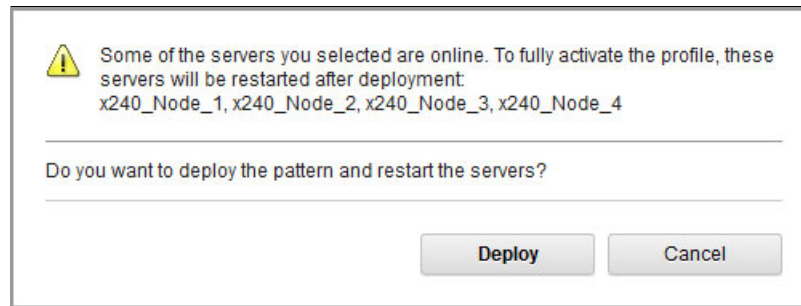 Some of the servers you selected are online. To fully activate the profile, these
servers will be restarted after deployment:
x240_Node_1, x240_Node_2, x240_Node_3, x240_Node_4
Do you want to deploy the pattern and restart the servers?
Deploy
Cancel